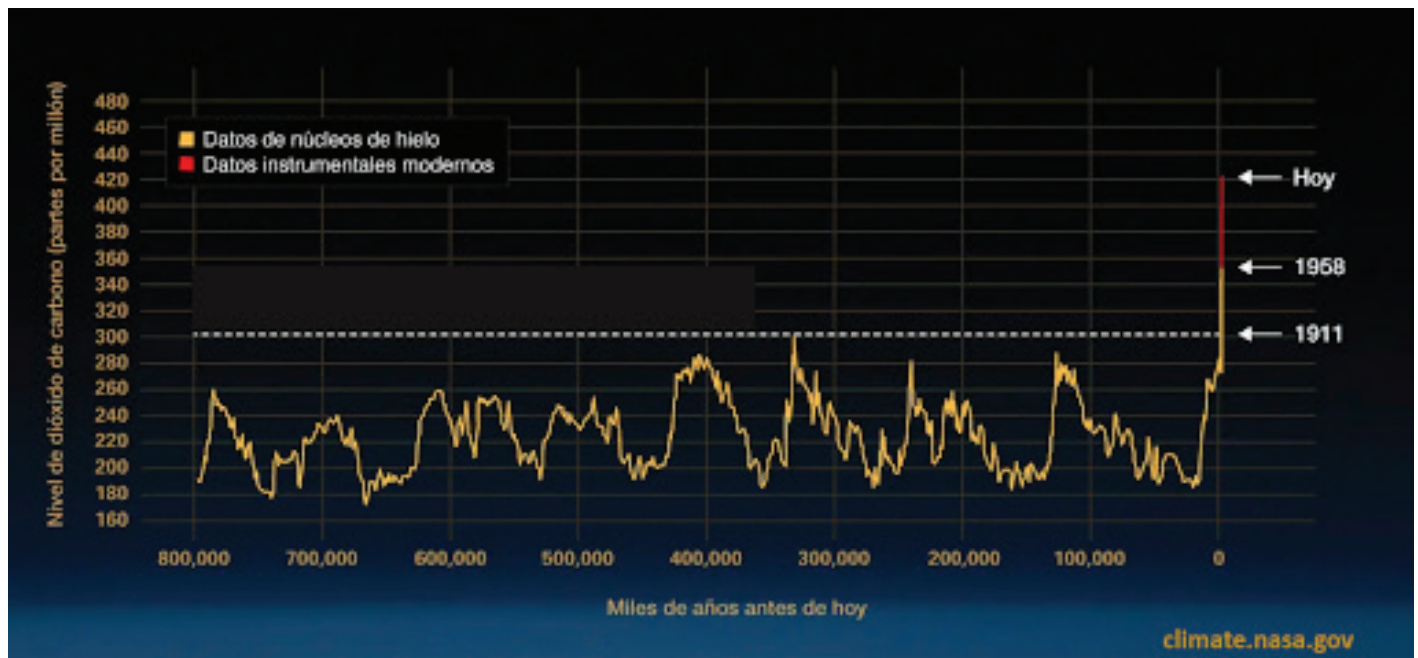 Nivel de dióxido de carbono (partes por millón)
480
460
440
420
400
380
360
340
320
300
280
260
240
220
200
180
160
Datos de núcleos de hielo
Datos instrumentales modernos
Hoy
1958
1911
800,000 700,000 600,000 500,000 400,000 300,000 200,000 100,000 0
Miles de años antes de hoy
climate.nasa.gov